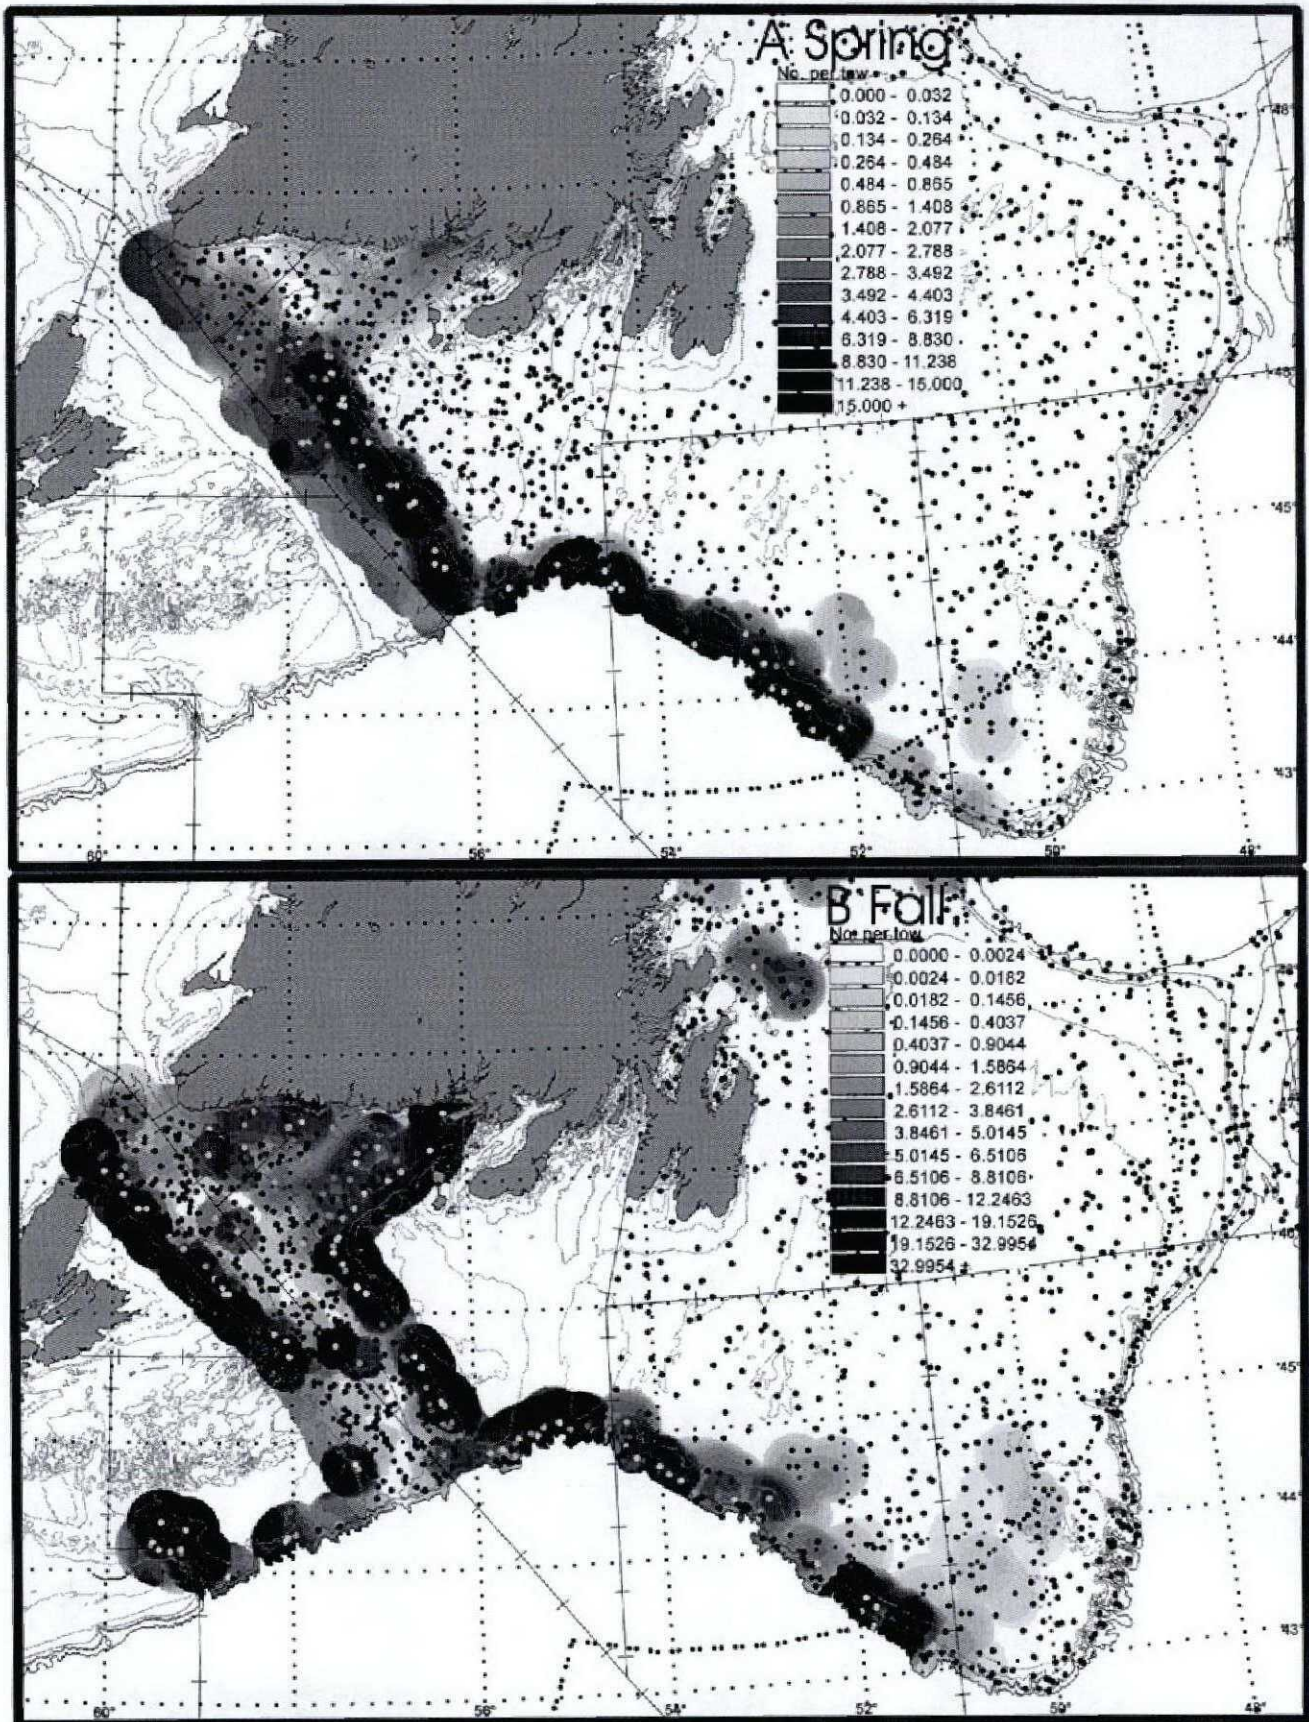 A Spring
No. per tow
0.000 - 0.032
0.032 - 0.134
0.134 - 0.264
0.264 - 0.484
0.484 - 0.865
0.865 - 1.408
1.408 - 2.077
2.077 - 2.788
2.788 - 3.492
3.492 - 4.403
4.403 - 6.319
6.319 - 8.830
8.830 - 11.238
11.238 - 15.000
15.000 +
45°
44°
43°
60°
56°
54°
52°
50°
48°
B Fall
No. per tow
0.0000 - 0.0024
0.0024 - 0.0182
0.0182 - 0.1456
0.1456 - 0.4037
0.4037 - 0.9044
0.9044 - 1.5864
1.5864 - 2.6112
2.6112 - 3.8461
3.8461 - 5.0145
5.0145 - 6.5106
6.5106 - 8.8106
8.8106 - 12.2463
12.2463 - 19.1526
19.1526 - 32.9954
32.9954 +
46°
45°
44°
43°
60°
56°
54°
52°
50°
48°